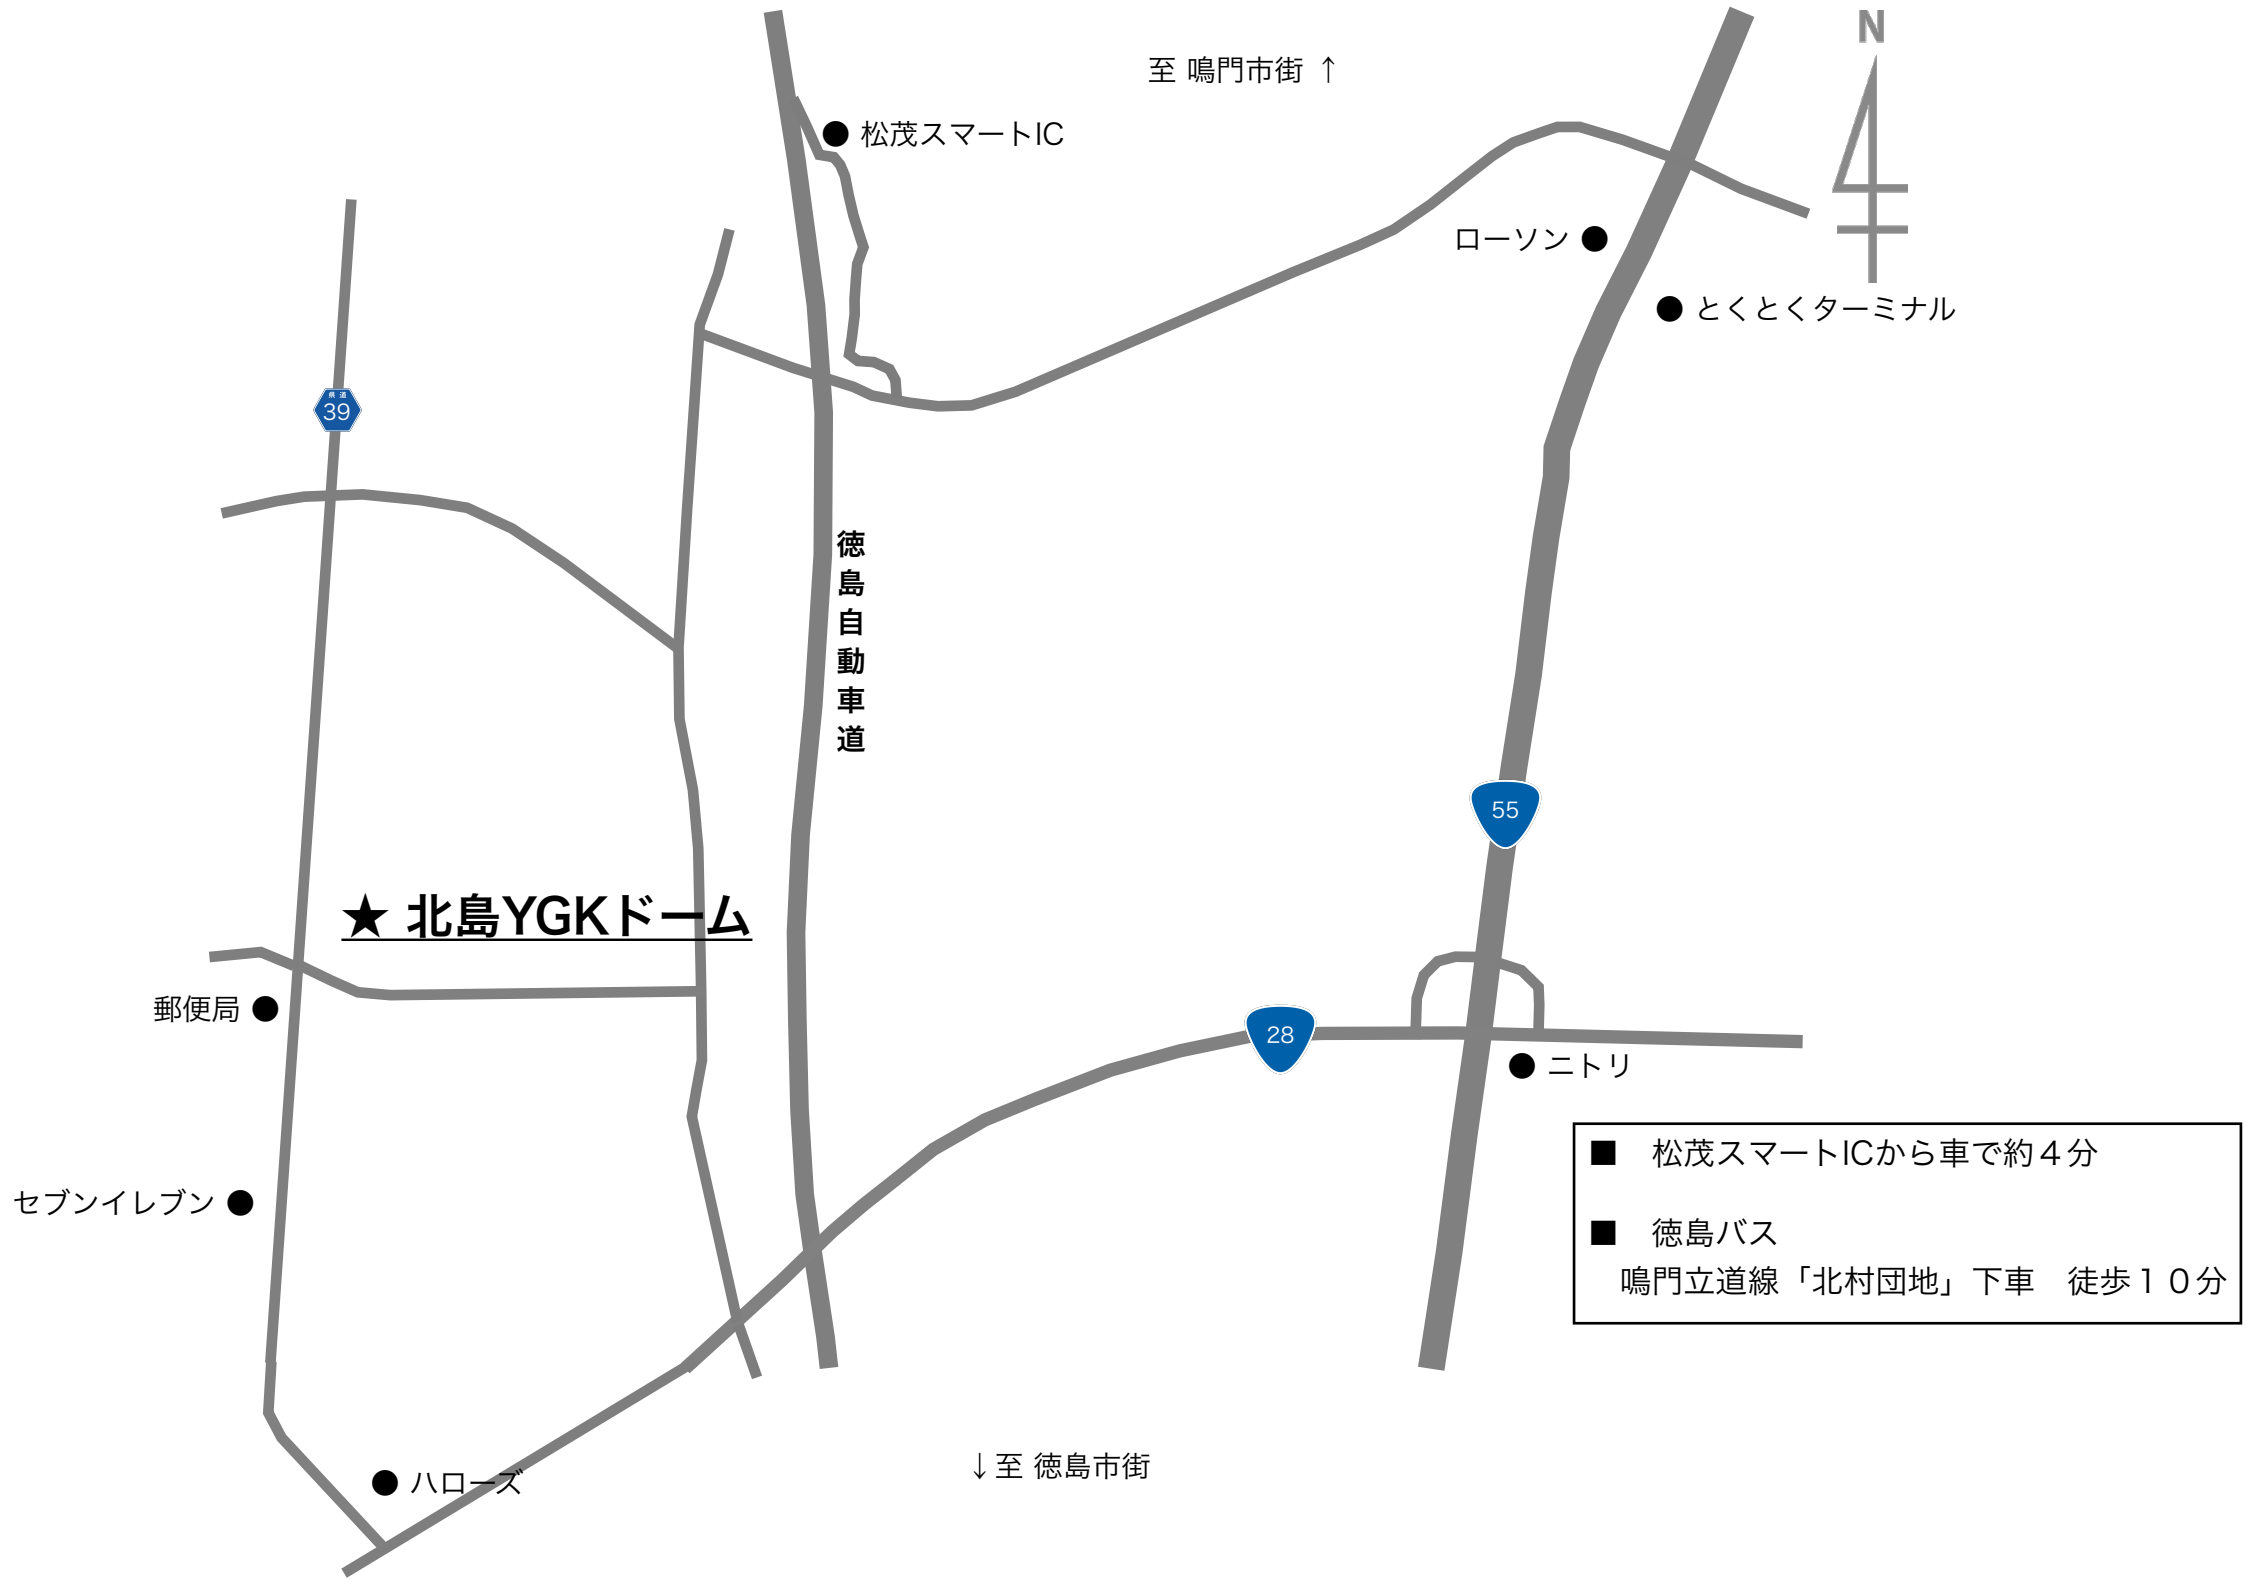 N
至 鳴門市街 ↑
● 松茂スマートIC
ローソン ●
● とくとくターミナル
県道
39
徳島自動車道
55
★ 北島YGKドーム
郵便局 ●
28
● ニトリ
■ 松茂スマートICから車で約４分
セブンイレブン ●
■ 徳島バス
鳴門立道線「北村団地」下車　徒歩１０分
↓至 徳島市街
● ハローズ